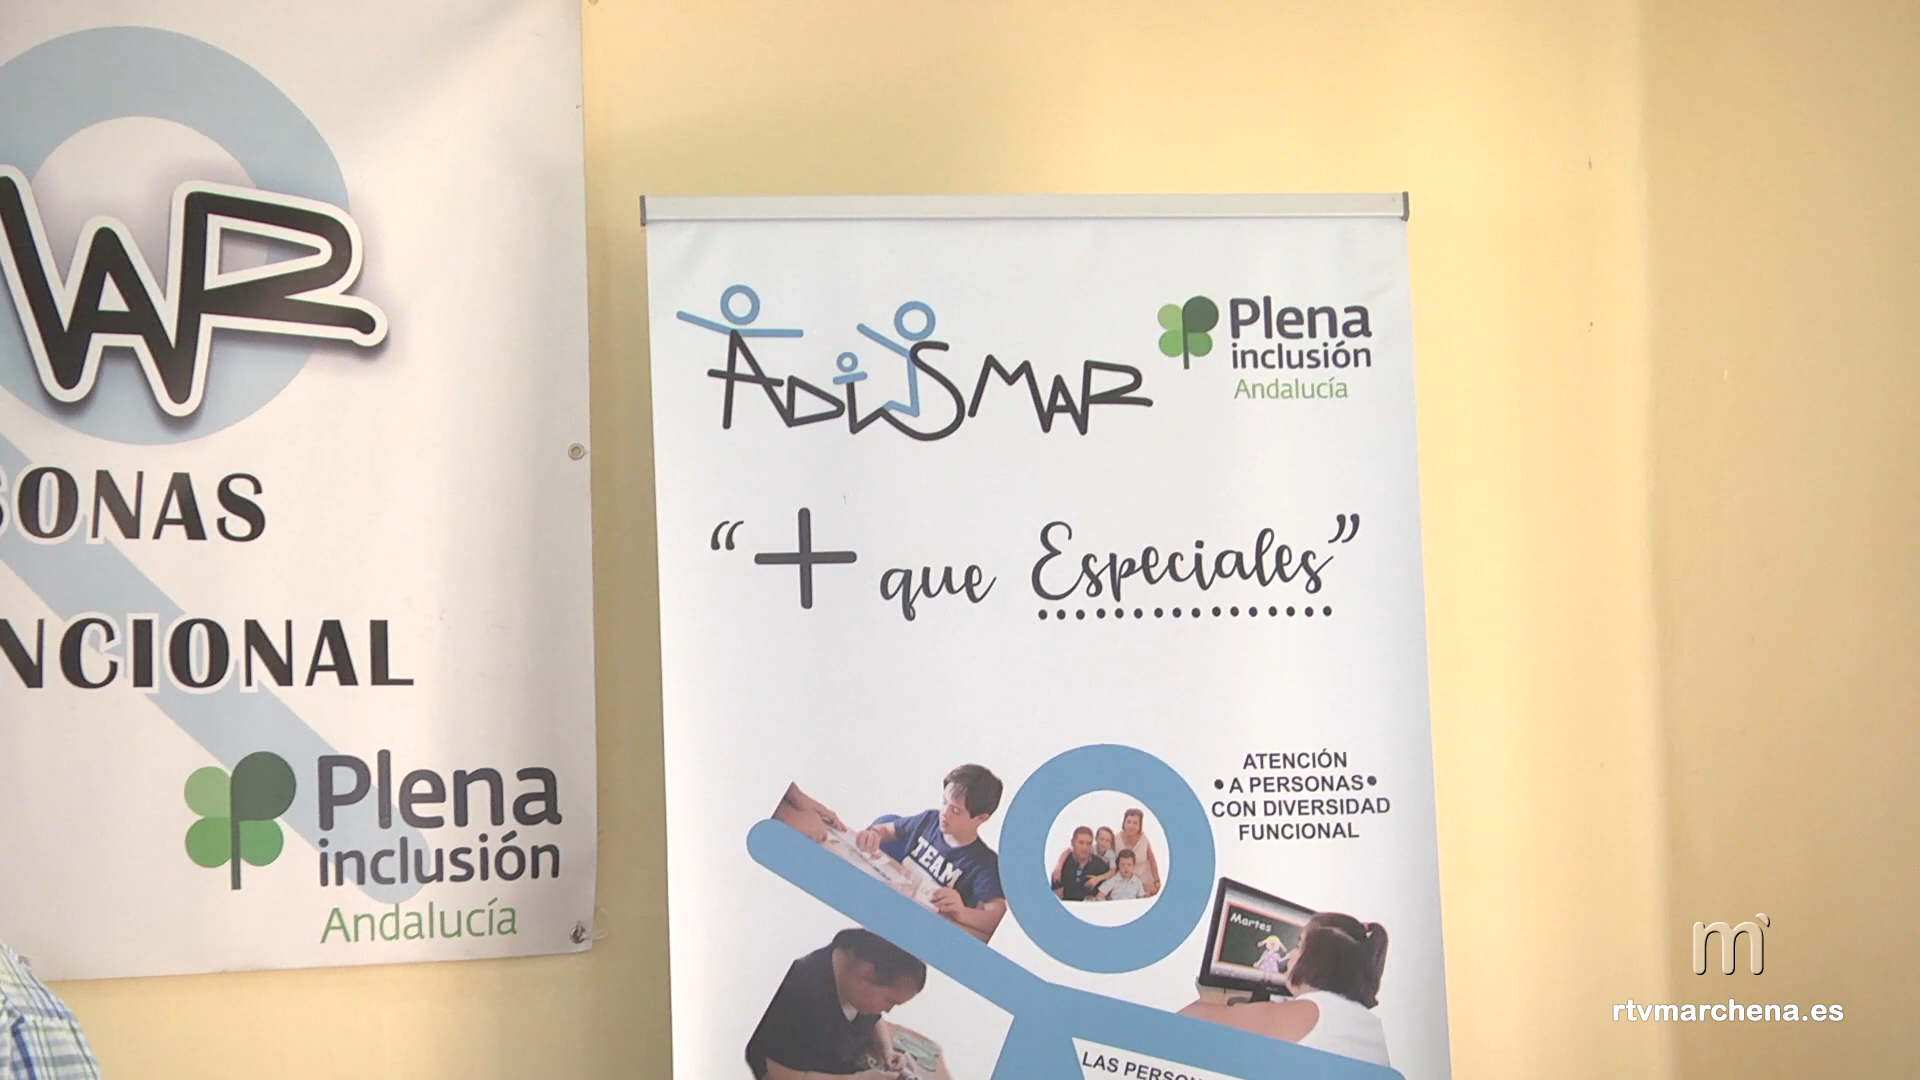 WAR
SONAS
NCIONAL
Plena
inclusión
Andalucía
ADISMAR
Plena
inclusión
Andalucía
“+ que Especiales”
ATENCIÓN
• A PERSONAS •
CON DIVERSIDAD
FUNCIONAL
TEAM
Martes
LAS PERSON
m
rtvmarchena.es